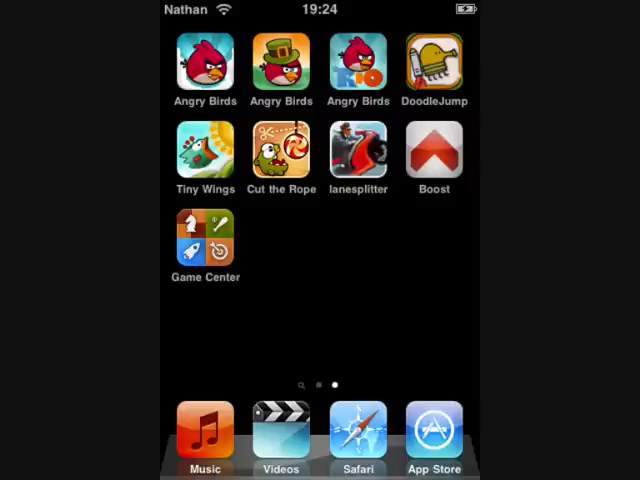 Nathan 19:24
Angry Birds Angry Birds Angry Birds DoodleJump
RIO
Tiny Wings Cut the Rope lanesplitter Boost
Game Center
Music Videos Safari App Store